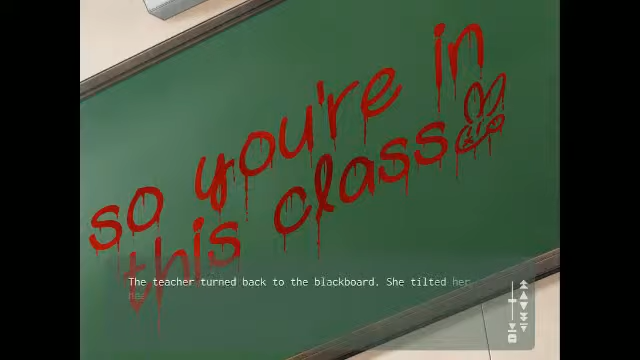 so you're in
this class
The teacher turned back to the blackboard. She tilted her